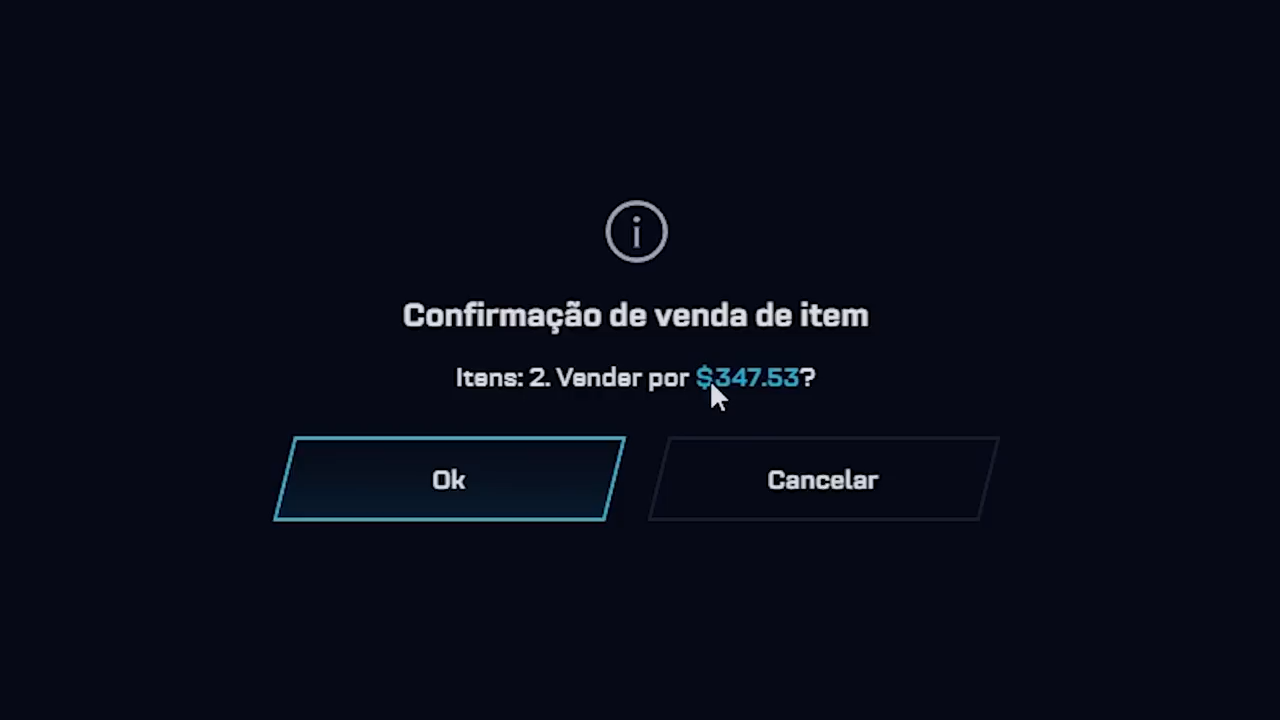 Confirmação de venda de item
Itens: 2. Vender por $347.53?
Ok
Cancelar